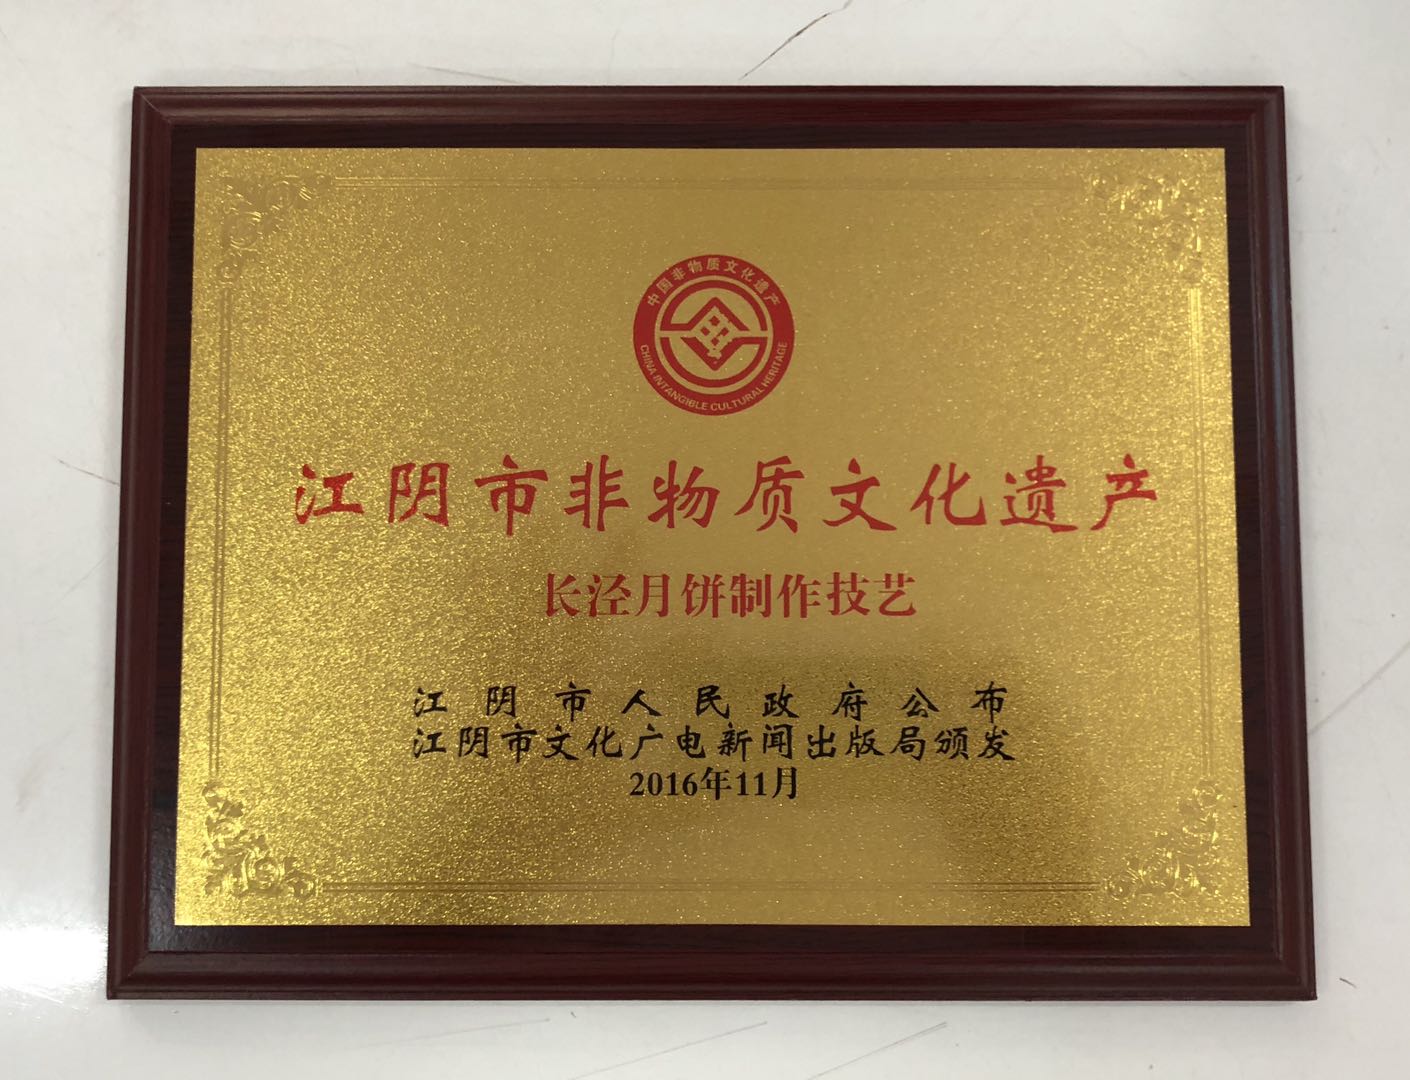 中国非物质文化遗产
CHINA INTANGIBLE CULTURAL HERITAGE
江阴市非物质文化遗产
长泾月饼制作技艺
江阴市人民政府公布
江阴市文化广电新闻出版局颁发
2016年11月